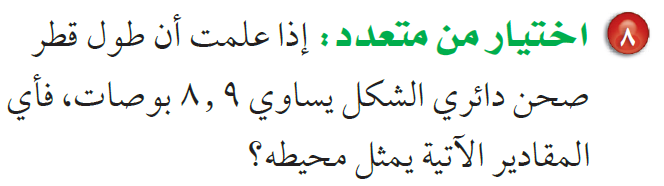 ٨ اختيار من متعدد: إذا علمت أن طول قطر
صحن دائري الشكل يساوي ٨,٩ بوصات، فأي
المقادير الآتية يمثل محيطه؟